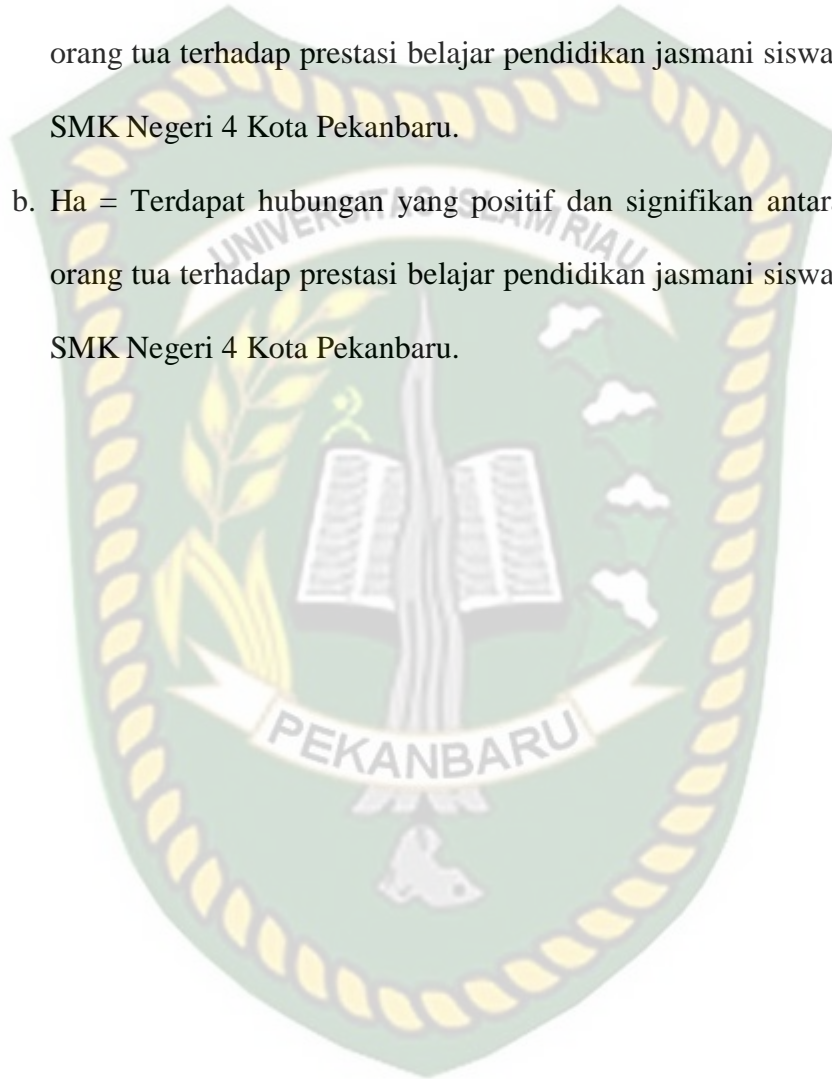 orang tua terhadap prestasi belajar pendidikan jasmani siswa
SMK Negeri 4 Kota Pekanbaru.
b. Ha = Terdapat hubungan yang positif dan signifikan antara
orang tua terhadap prestasi belajar pendidikan jasmani siswa
SMK Negeri 4 Kota Pekanbaru.
UNIVERSITAS ISLAM RIAU
PEKANBARU